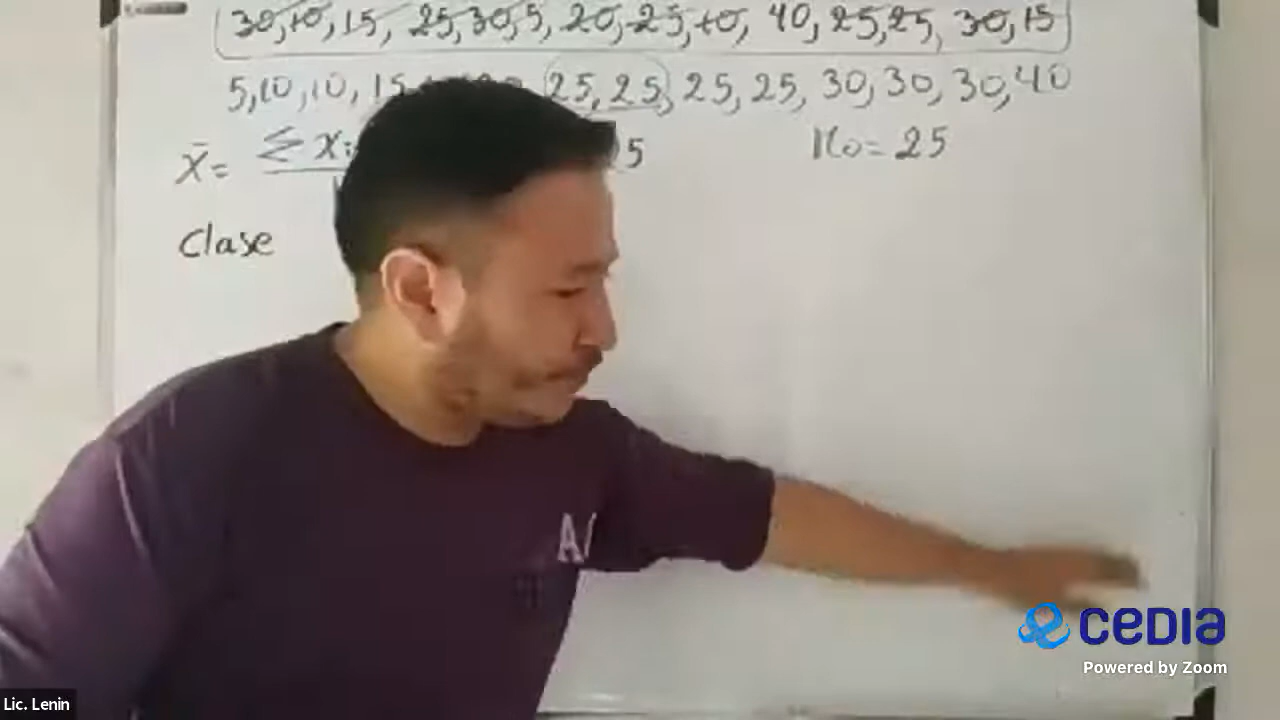 30, 10, 15, 25, 30, 5, 20, 25, 10, 40, 25, 25, 30, 15
5, 10, 10, 15 25, 25, 25, 25, 30, 30, 30, 40
X̄ = Σ Xi 5 Mo = 25
Clase
A
cedia
Powered by Zoom
Lic. Lenin